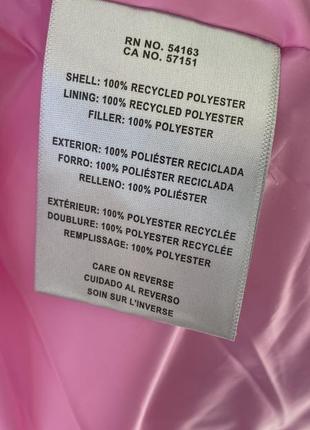 RN NO. 54163
CA NO. 57151
SHELL: 100% RECYCLED POLYESTER
LINING: 100% RECYCLED POLYESTER
FILLER: 100% POLYESTER
EXTERIOR: 100% POLIÉSTER RECICLADA
FORRO: 100% POLIÉSTER RECICLADA
RELLENO: 100% POLIÉSTER
EXTÉRIEUR: 100% POLYESTER RECYCLÉE
DOUBLURE: 100% POLYESTER RECYCLÉE
REMPLISSAGE: 100% POLYESTER
CARE ON REVERSE
CUIDADO AL REVERSO
SOIN SUR L'INVERSE